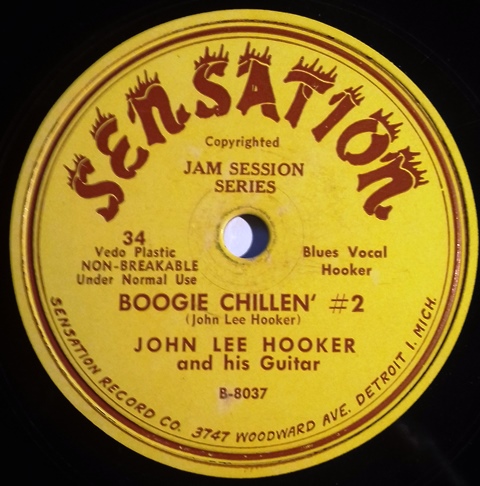 SENSATION
Copyrighted
JAM SESSION
SERIES
34
Vedo Plastic
NON-BREAKABLE
Under Normal Use
Blues Vocal
Hooker
BOOGIE CHILLEN' #2
(John Lee Hooker)
JOHN LEE HOOKER
and his Guitar
B-8037
SENSATION RECORD CO. 3747 WOODWARD AVE. DETROIT 1, MICH.